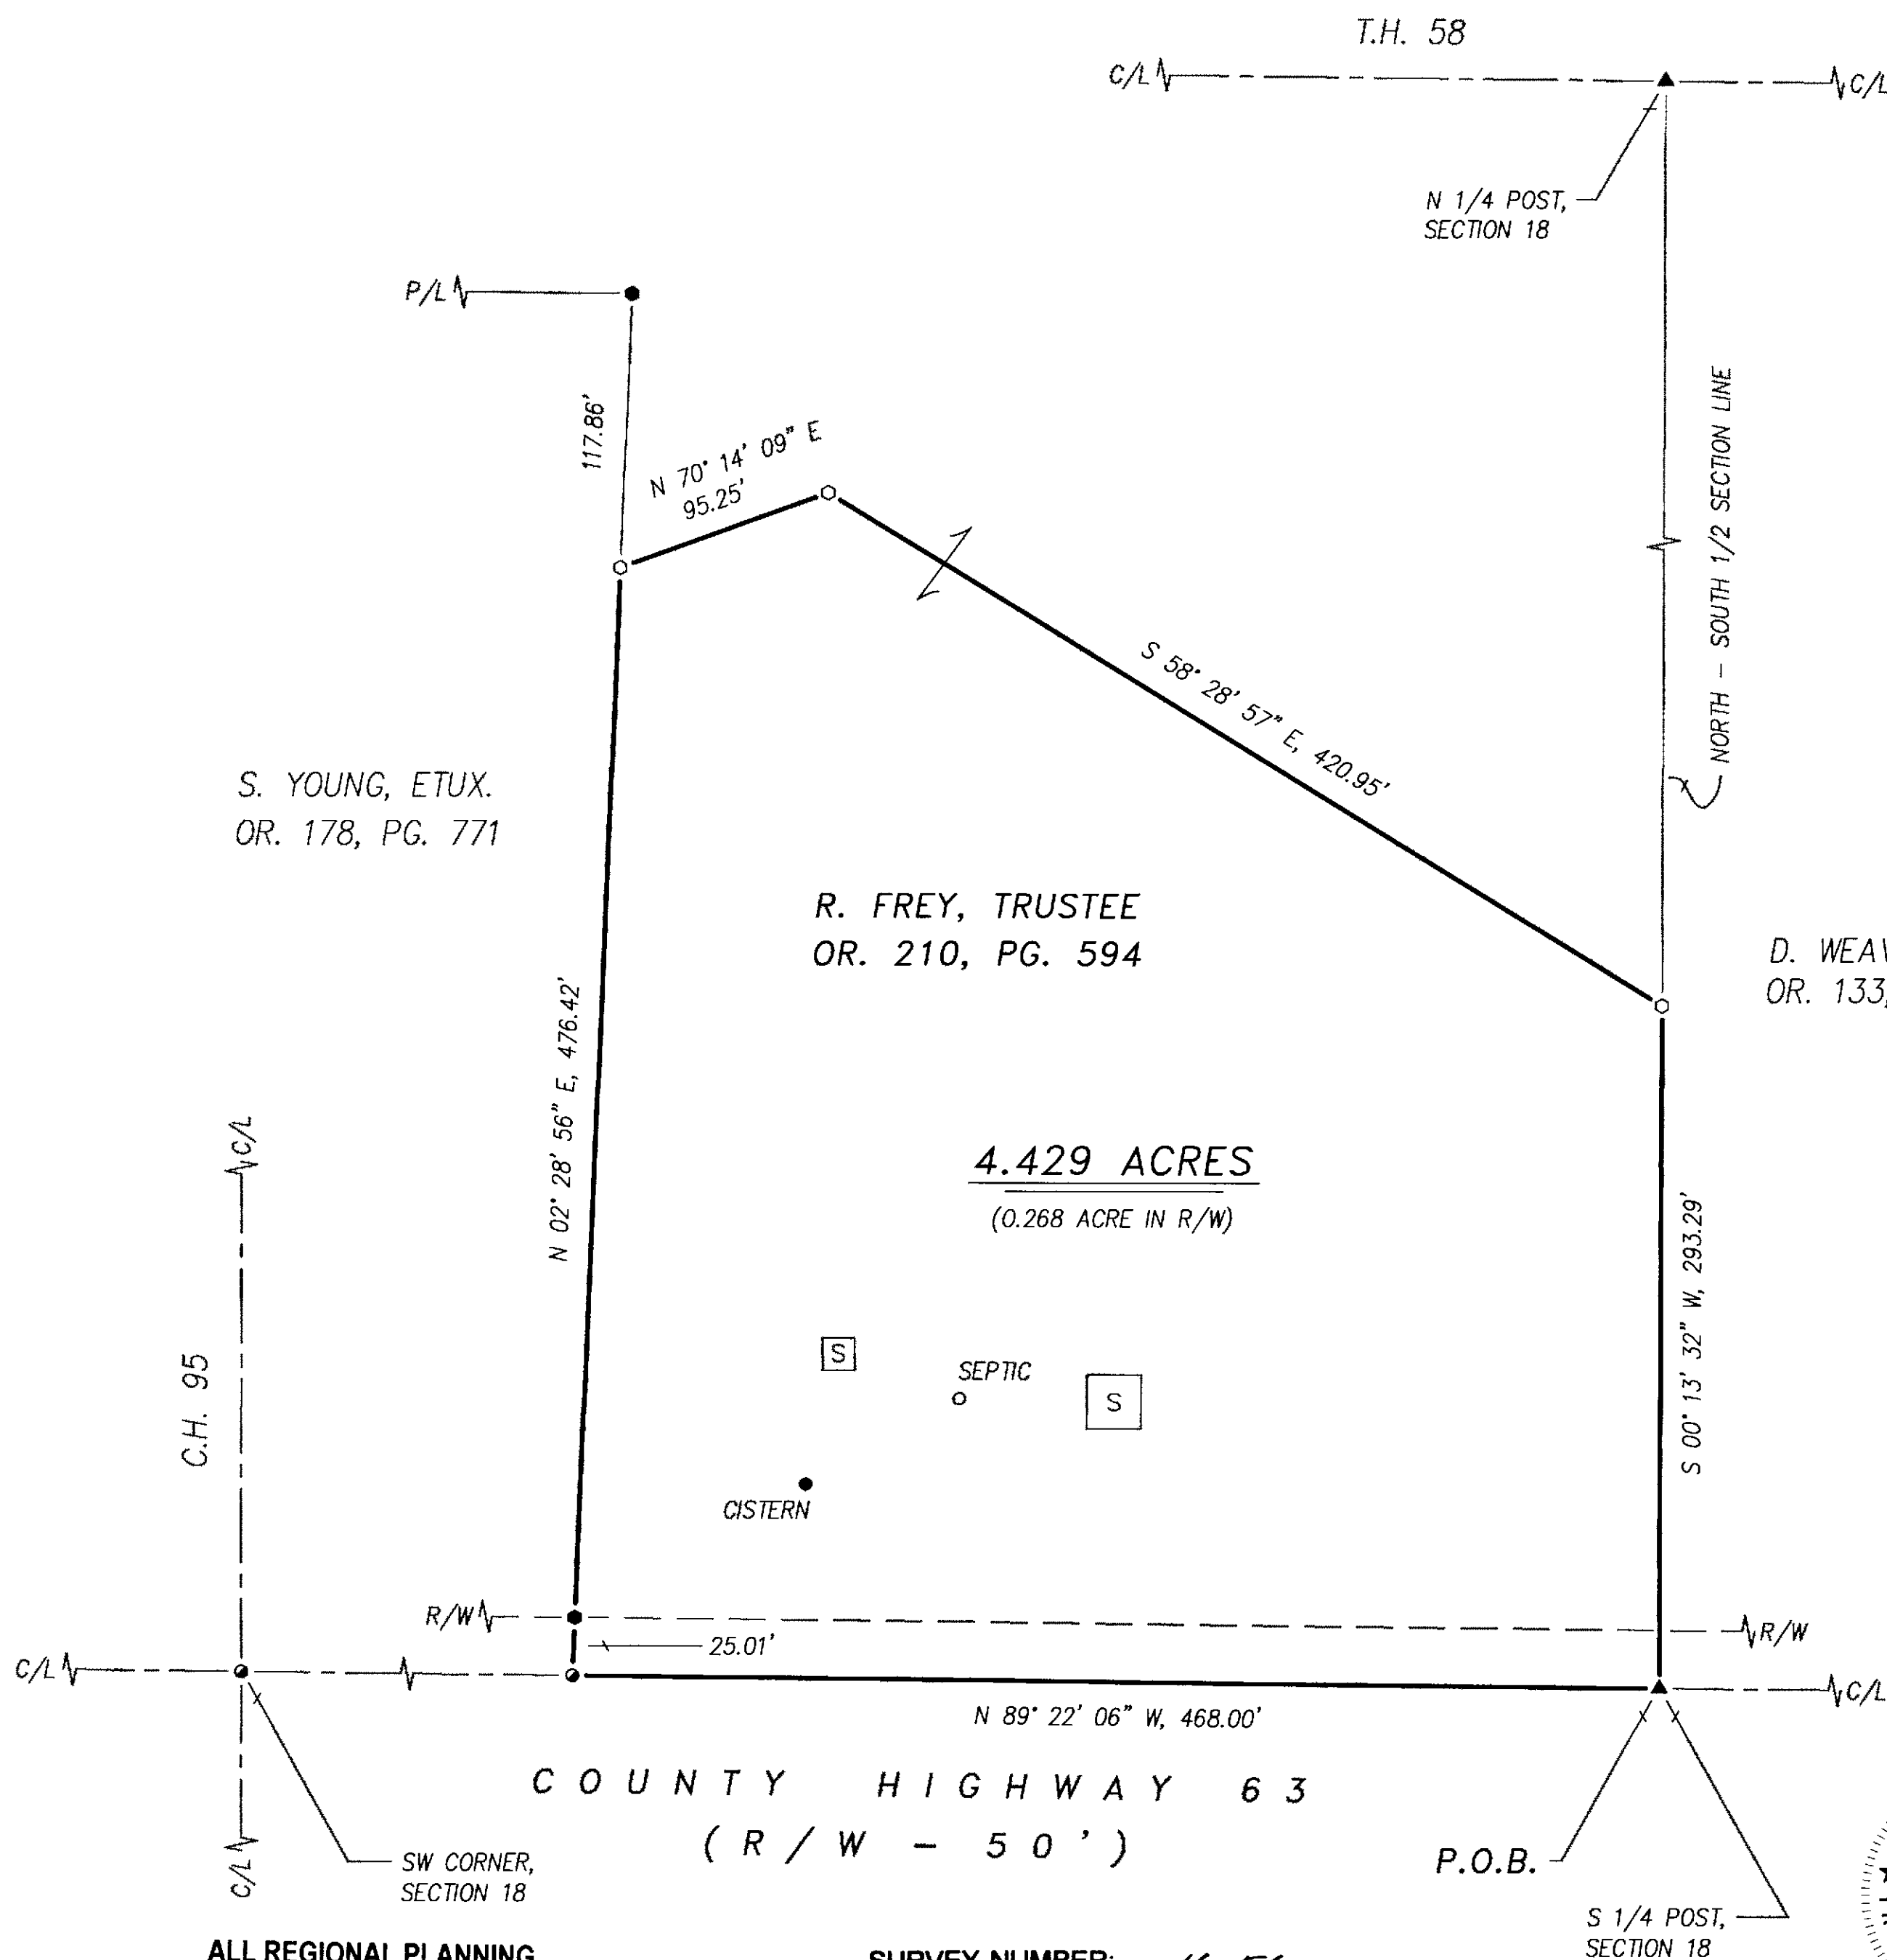 T.H. 58
C/L
C/L
N 1/4 POST,
SECTION 18
P/L
117.86'
N 70° 14' 09" E
95.25'
NORTH - SOUTH 1/2 SECTION LINE
S 58° 28' 57" E, 420.95'
S. YOUNG, ETUX.
OR. 178, PG. 771
R. FREY, TRUSTEE
OR. 210, PG. 594
D. WEAV
OR. 133,
N 02° 28' 56" E, 476.42'
C/L
4.429 ACRES
(0.268 ACRE IN R/W)
S 00° 13' 32" W, 293.29'
C.H. 95
S
SEPTIC
S
CISTERN
R/W
25.01'
R/W
C/L
C/L
N 89° 22' 06" W, 468.00'
COUNTY HIGHWAY 63
(R/W - 50')
C/L
SW CORNER,
SECTION 18
P.O.B.
S 1/4 POST,
SECTION 18
ALL REGIONAL PLANNING
SURVEY NUMBER: